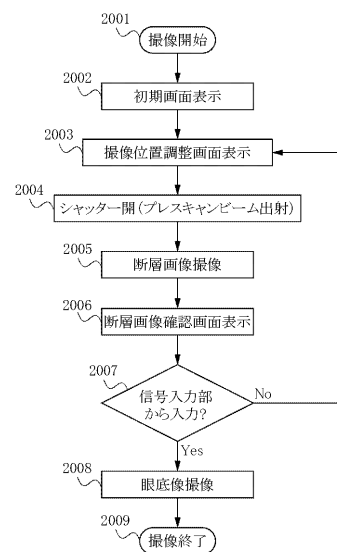 2001
撮像開始
2002
初期画面表示
2003
撮像位置調整画面表示
2004
シャッター開(プレスキャンビーム出射)
2005
断層画像撮像
2006
断層画像確認画面表示
2007
信号入力部
から入力?
No
Yes
2008
眼底像撮像
2009
撮像終了